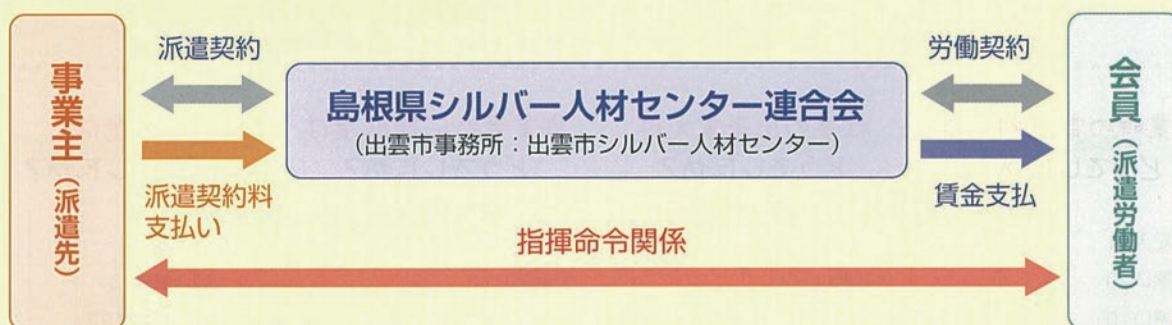 事業主(派遣先)
派遣契約
派遣契約料
支払い
島根県シルバー人材センター連合会
(出雲市事務所:出雲市シルバー人材センター)
労働契約
賃金支払
指揮命令関係
会員(派遣労働者)